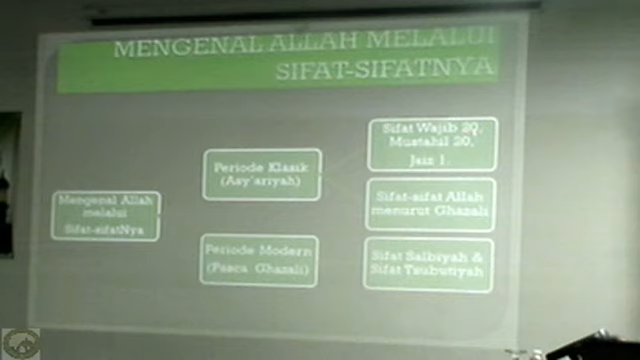 MENGENAL ALLAH MELALUI
SIFAT-SIFATNYA
Mengenal Allah
melalui
Sifat-sifatNya
Periode Klasik
(Asy'ariyah)
Periode Modern
(Pasca Ghazali)
Sifat Wajib 20,
Mustahil 20,
Jaiz 1.
Sifat-sifat Allah
menurut Ghazali
Sifat Salbiyah &
Sifat Tsubutiyah